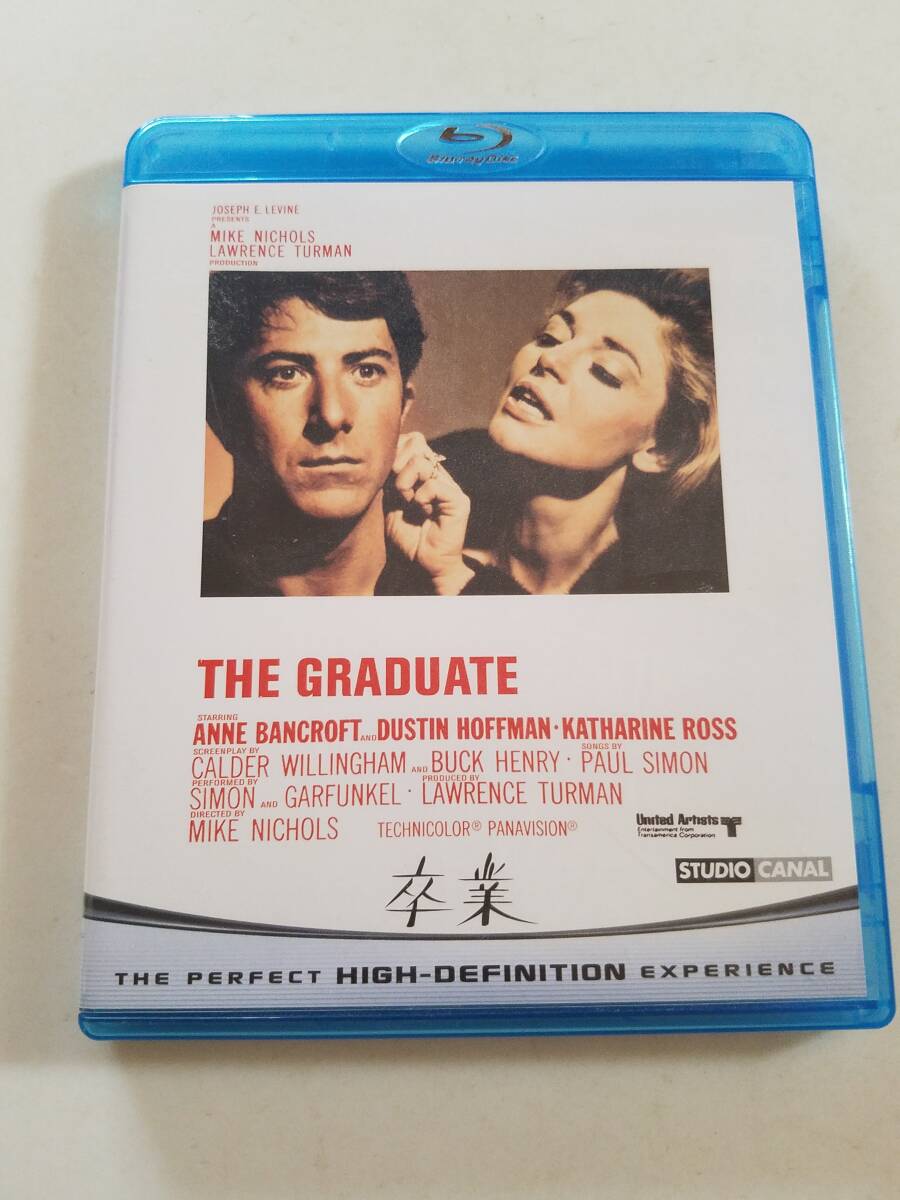 Blu-ray Disc
JOSEPH E. LEVINE
PRESENTS
A
MIKE NICHOLS
LAWRENCE TURMAN
PRODUCTION
THE GRADUATE
STARRING
ANNE BANCROFT AND DUSTIN HOFFMAN · KATHARINE ROSS
SCREENPLAY BY SONGS BY
CALDER WILLINGHAM AND BUCK HENRY · PAUL SIMON
PERFORMED BY PRODUCED BY
SIMON AND GARFUNKEL · LAWRENCE TURMAN
DIRECTED BY
MIKE NICHOLS TECHNICOLOR® PANAVISION®
United Artists
Entertainment from
Transamerica Corporation
STUDIO CANAL
卒業
THE PERFECT HIGH-DEFINITION EXPERIENCE